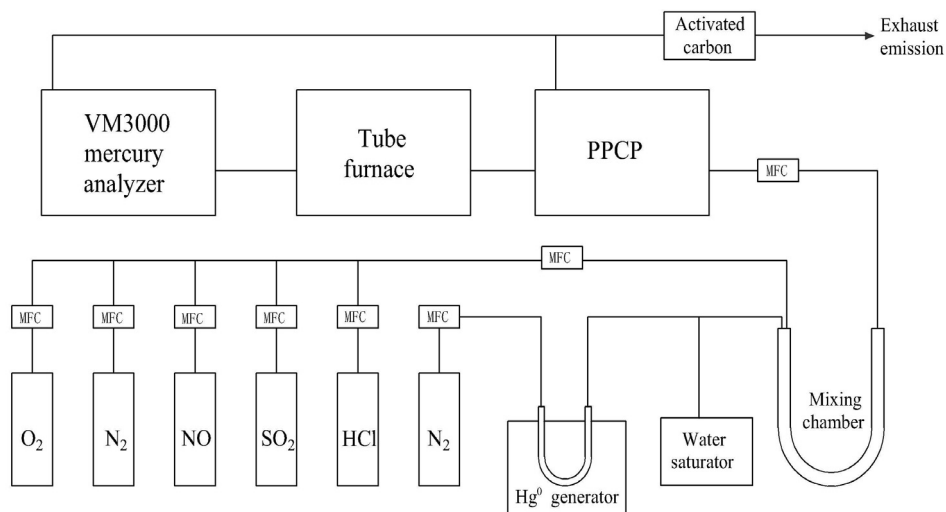 Activated
carbon
Exhaust
emission
VM3000
mercury
analyzer
Tube
furnace
PPCP
MFC
MFC
MFC
MFC
MFC
MFC
MFC
MFC
O₂
N₂
NO
SO₂
HCl
N₂
Hg⁰ generator
Water
saturator
Mixing
chamber